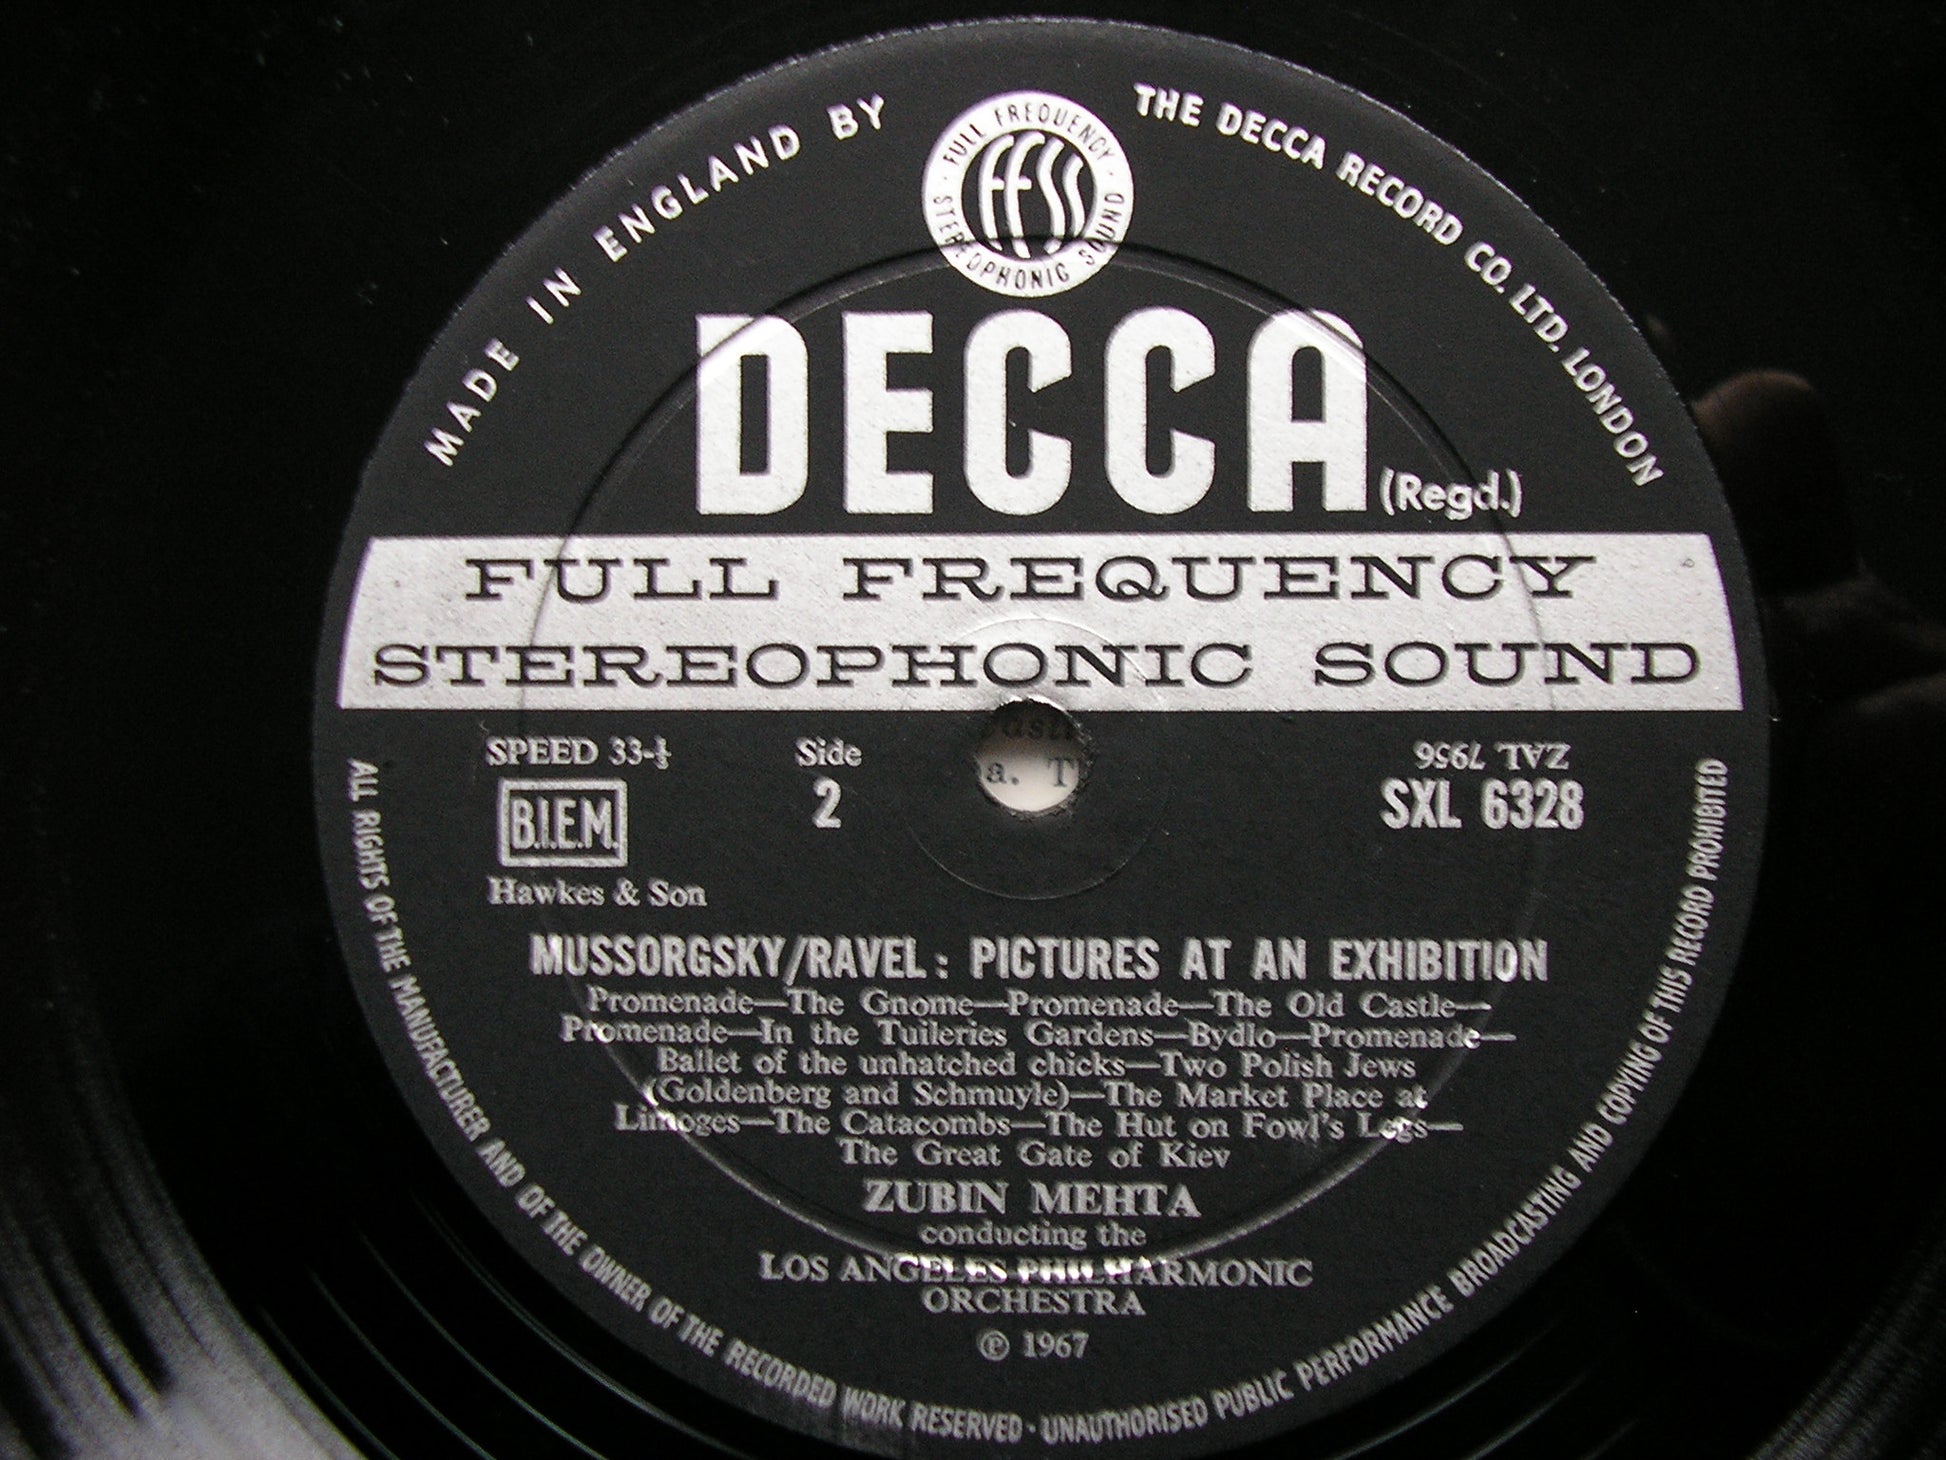 MADE IN ENGLAND BY
THE DECCA RECORD CO. LTD. LONDON
· FULL FREQUENCY · STEREOPHONIC SOUND
FFSS
DECCA (Regd.)
FULL FREQUENCY
STEREOPHONIC SOUND
SPEED 33-⅓
Side
2
ZAL 7956
SXL 6328
B.I.E.M.
Hawkes & Son
MUSSORGSKY/RAVEL : PICTURES AT AN EXHIBITION
Promenade—The Gnome—Promenade—The Old Castle—
Promenade—In the Tuileries Gardens—Bydlo—Promenade—
Ballet of the unhatched chicks—Two Polish Jews
(Goldenberg and Schmuyle)—The Market Place at
Limoges—The Catacombs—The Hut on Fowl's Legs—
The Great Gate of Kiev
ZUBIN MEHTA
conducting the
LOS ANGELES PHILHARMONIC
ORCHESTRA
℗ 1967
ALL RIGHTS OF THE MANUFACTURER AND OF THE OWNER OF THE RECORDED WORK RESERVED · UNAUTHORISED PUBLIC PERFORMANCE BROADCASTING AND COPYING OF THIS RECORD PROHIBITED